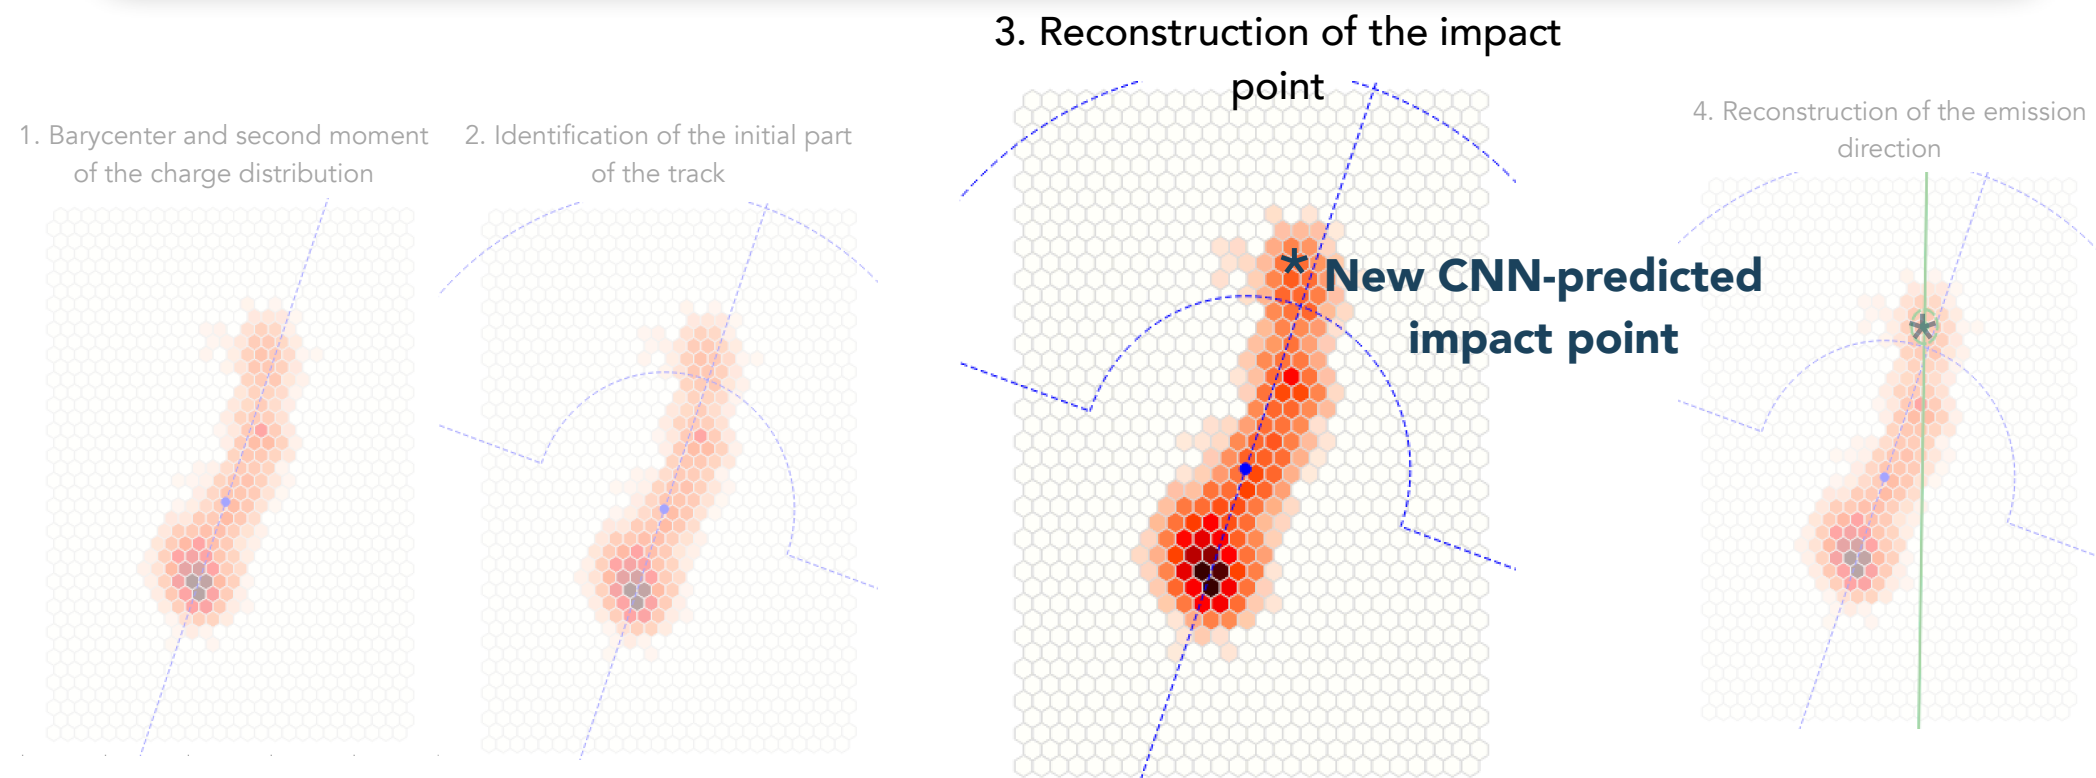 3. Reconstruction of the impact
point
1. Barycenter and second moment
of the charge distribution
2. Identification of the initial part
of the track
4. Reconstruction of the emission
direction
* New CNN-predicted
impact point
*